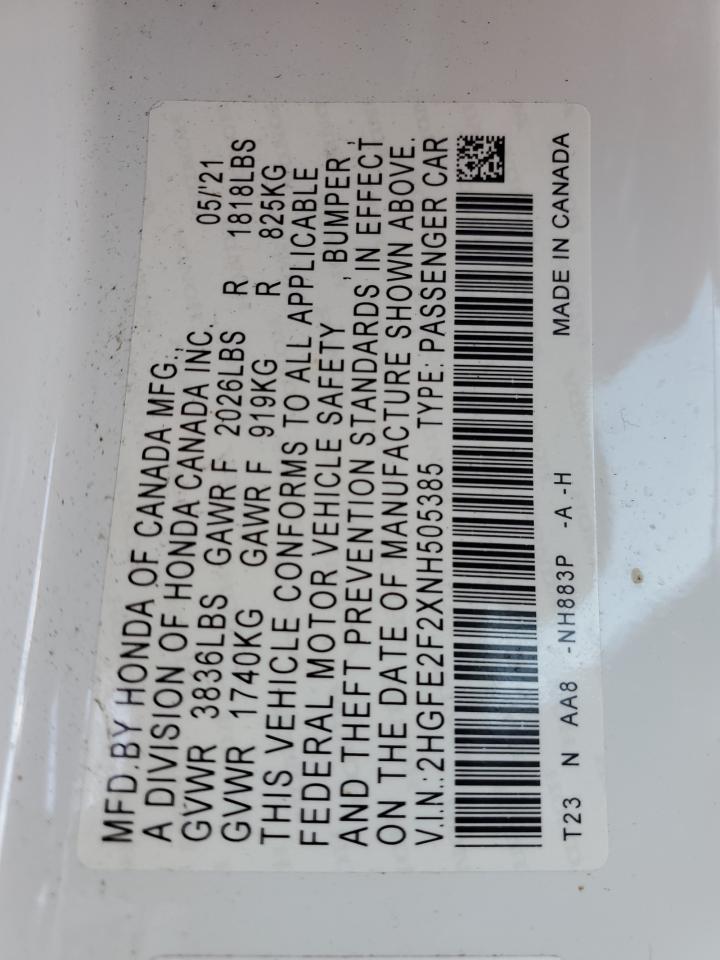 MFD.BY HONDA OF CANADA MFG.,
A DIVISION OF HONDA CANADA INC. 05/'21
GVWR 3836LBS GAWR F 2026LBS R 1818LBS
GVWR 1740KG GAWR F 919KG R 825KG
THIS VEHICLE CONFORMS TO ALL APPLICABLE
FEDERAL MOTOR VEHICLE SAFETY , BUMPER ,
AND THEFT PREVENTION STANDARDS IN EFFECT
ON THE DATE OF MANUFACTURE SHOWN ABOVE.
V.I.N.: 2HGFE2F2XNH505385 TYPE: PASSENGER CAR
T23 N AA8 -NH883P -A -H MADE IN CANADA